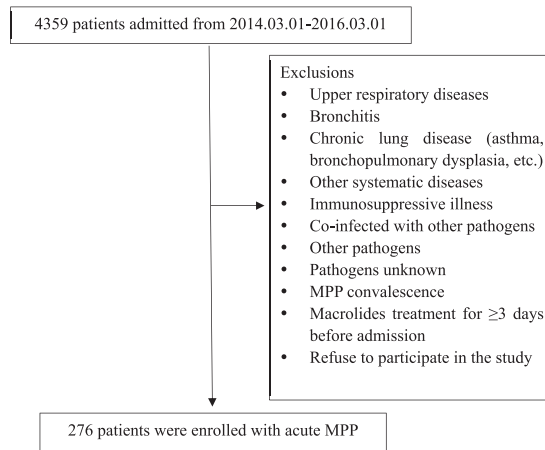 4359 patients admitted from 2014.03.01-2016.03.01
Exclusions
• Upper respiratory diseases
• Bronchitis
• Chronic lung disease (asthma,
bronchopulmonary dysplasia, etc.)
• Other systematic diseases
• Immunosuppressive illness
• Co-infected with other pathogens
• Other pathogens
• Pathogens unknown
• MPP convalescence
• Macrolides treatment for ≥3 days
before admission
• Refuse to participate in the study
276 patients were enrolled with acute MPP